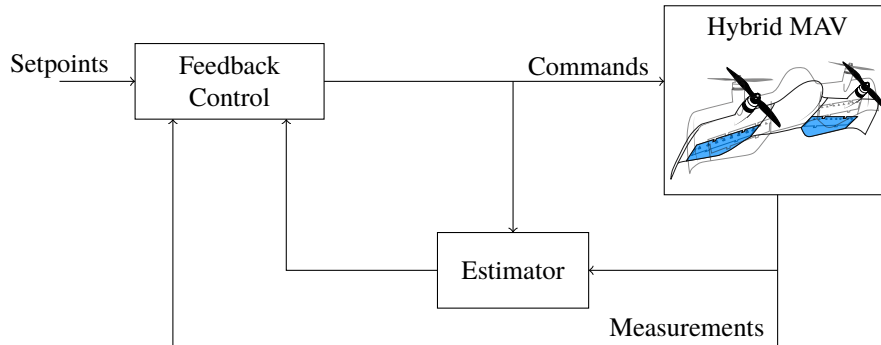 Hybrid MAV
Setpoints
Feedback
Control
Commands
Estimator
Measurements